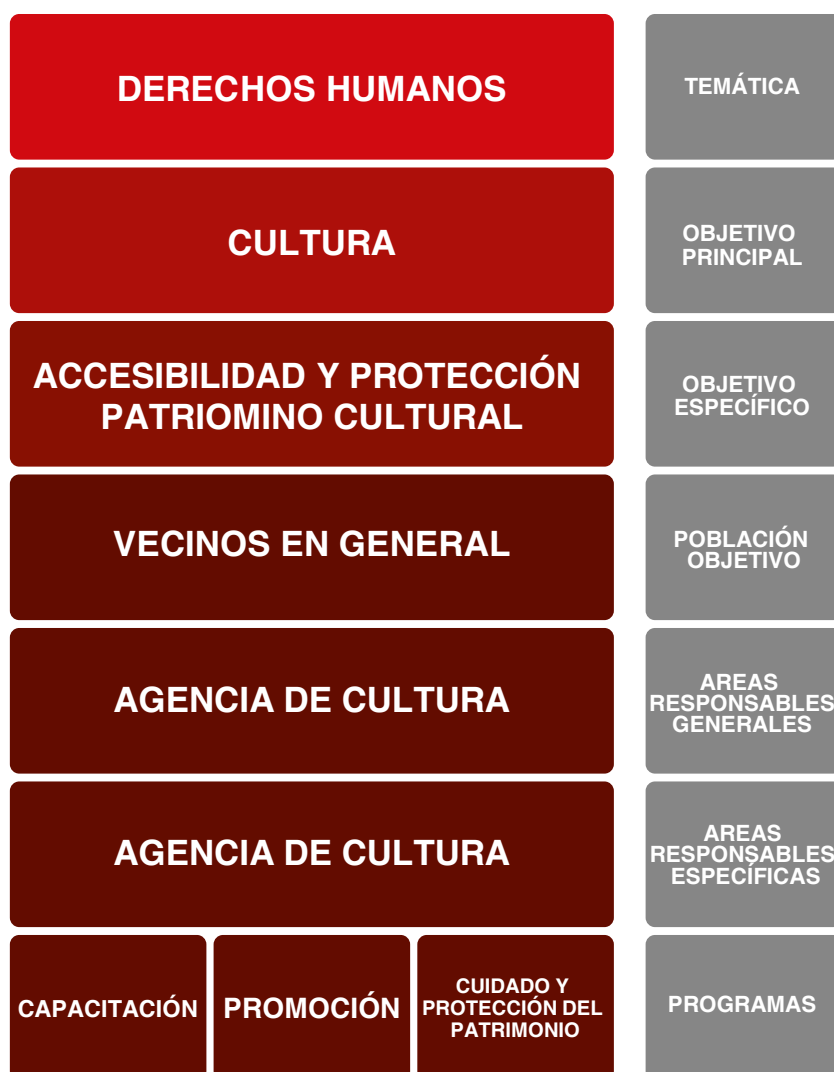 DERECHOS HUMANOS
TEMÁTICA
CULTURA
OBJETIVO
PRINCIPAL
ACCESIBILIDAD Y PROTECCIÓN
PATRIOMINO CULTURAL
OBJETIVO
ESPECÍFICO
VECINOS EN GENERAL
POBLACIÓN
OBJETIVO
AGENCIA DE CULTURA
AREAS
RESPONSABLES
GENERALES
AGENCIA DE CULTURA
AREAS
RESPONSABLES
ESPECÍFICAS
CAPACITACIÓN
PROMOCIÓN
CUIDADO Y
PROTECCIÓN DEL
PATRIMONIO
PROGRAMAS